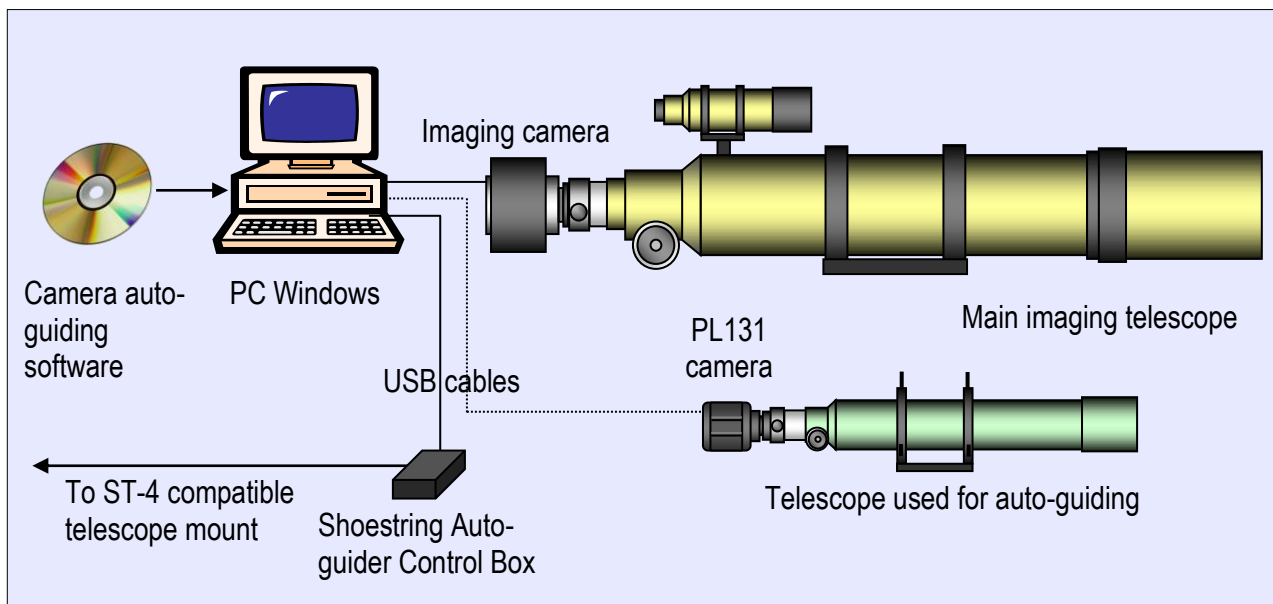 Imaging camera
Camera auto-
guiding
software
PC Windows
Main imaging telescope
PL131
camera
USB cables
To ST-4 compatible
telescope mount
Shoestring Auto-
guider Control Box
Telescope used for auto-guiding